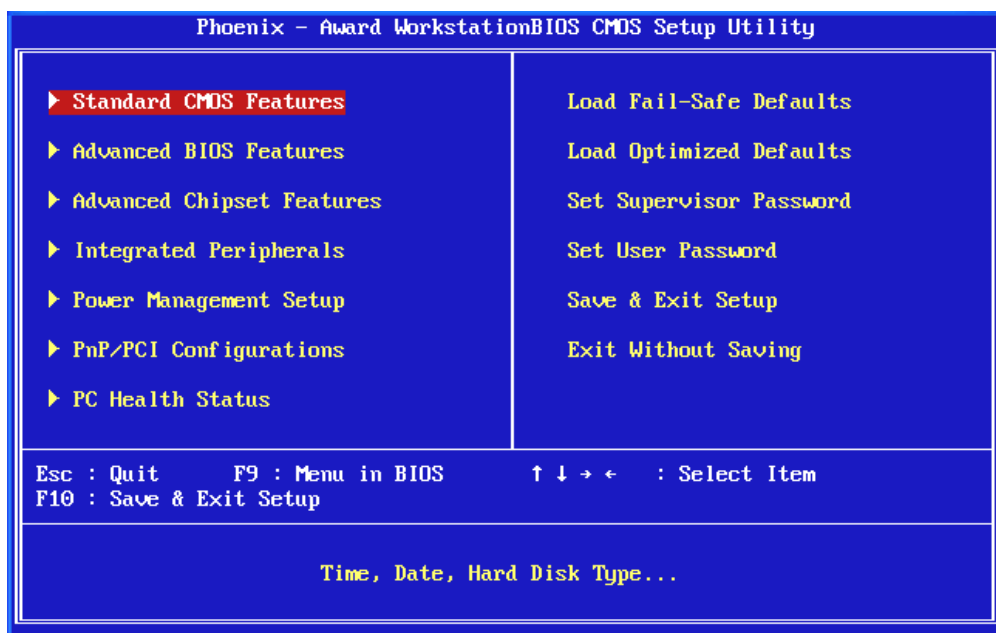 Phoenix - Award WorkstationBIOS CMOS Setup Utility
▶ Standard CMOS Features
▶ Advanced BIOS Features
▶ Advanced Chipset Features
▶ Integrated Peripherals
▶ Power Management Setup
▶ PnP/PCI Configurations
▶ PC Health Status
Load Fail-Safe Defaults
Load Optimized Defaults
Set Supervisor Password
Set User Password
Save & Exit Setup
Exit Without Saving
Esc : Quit F9 : Menu in BIOS ↑ ↓ → ← : Select Item
F10 : Save & Exit Setup
Time, Date, Hard Disk Type...